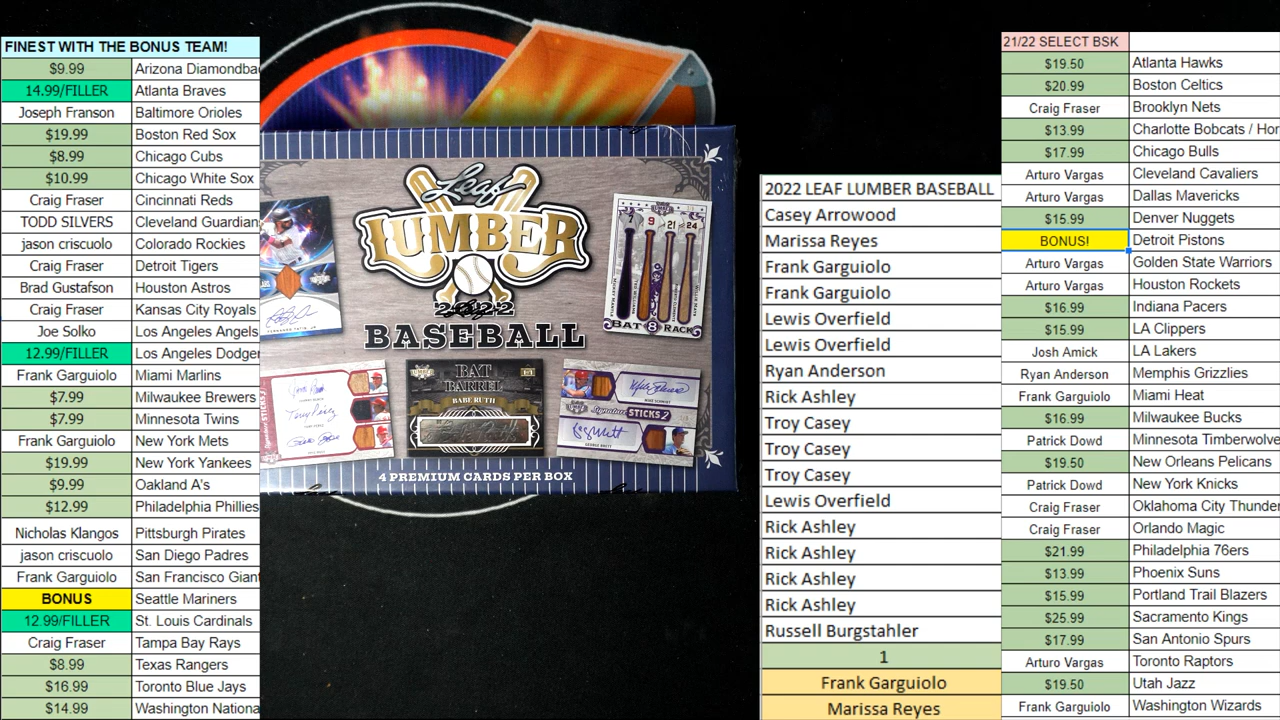 FINEST WITH THE BONUS TEAM!
$9.99 Arizona Diamondba
14.99/FILLER Atlanta Braves
Joseph Franson Baltimore Orioles
$19.99 Boston Red Sox
$8.99 Chicago Cubs
$10.99 Chicago White Sox
Craig Fraser Cincinnati Reds
TODD SILVERS Cleveland Guardian
jason criscuolo Colorado Rockies
Craig Fraser Detroit Tigers
Brad Gustafson Houston Astros
Craig Fraser Kansas City Royals
Joe Solko Los Angeles Angels
12.99/FILLER Los Angeles Dodger
Frank Garguiolo Miami Marlins
$7.99 Milwaukee Brewers
$7.99 Minnesota Twins
Frank Garguiolo New York Mets
$19.99 New York Yankees
$9.99 Oakland A's
$12.99 Philadelphia Phillies
Nicholas Klangos Pittsburgh Pirates
jason criscuolo San Diego Padres
Frank Garguiolo San Francisco Giant
BONUS Seattle Mariners
12.99/FILLER St. Louis Cardinals
Craig Fraser Tampa Bay Rays
$8.99 Texas Rangers
$16.99 Toronto Blue Jays
$14.99 Washington Nationa
Leaf
LUMBER
2022
BASEBALL
7 9 21 24
BAT 8 RACK
BAT
BARREL
BABE RUTH
Signature STICKS 2
MIKE SCHMIDT
GEORGE BRETT
4 PREMIUM CARDS PER BOX
2022 LEAF LUMBER BASEBALL
Casey Arrowood
Marissa Reyes
Frank Garguiolo
Frank Garguiolo
Lewis Overfield
Lewis Overfield
Ryan Anderson
Rick Ashley
Troy Casey
Troy Casey
Troy Casey
Lewis Overfield
Rick Ashley
Rick Ashley
Rick Ashley
Rick Ashley
Russell Burgstahler
1
Frank Garguiolo
Marissa Reyes
21/22 SELECT BSK
$19.50 Atlanta Hawks
$20.99 Boston Celtics
Craig Fraser Brooklyn Nets
$13.99 Charlotte Bobcats / Hor
$17.99 Chicago Bulls
Arturo Vargas Cleveland Cavaliers
Arturo Vargas Dallas Mavericks
$15.99 Denver Nuggets
BONUS! Detroit Pistons
Arturo Vargas Golden State Warriors
Arturo Vargas Houston Rockets
$16.99 Indiana Pacers
$15.99 LA Clippers
Josh Amick LA Lakers
Ryan Anderson Memphis Grizzlies
Frank Garguiolo Miami Heat
$16.99 Milwaukee Bucks
Patrick Dowd Minnesota Timberwolve
$19.50 New Orleans Pelicans
Patrick Dowd New York Knicks
Craig Fraser Oklahoma City Thunder
Craig Fraser Orlando Magic
$21.99 Philadelphia 76ers
$13.99 Phoenix Suns
$15.99 Portland Trail Blazers
$25.99 Sacramento Kings
$17.99 San Antonio Spurs
Arturo Vargas Toronto Raptors
$19.50 Utah Jazz
Frank Garguiolo Washington Wizards